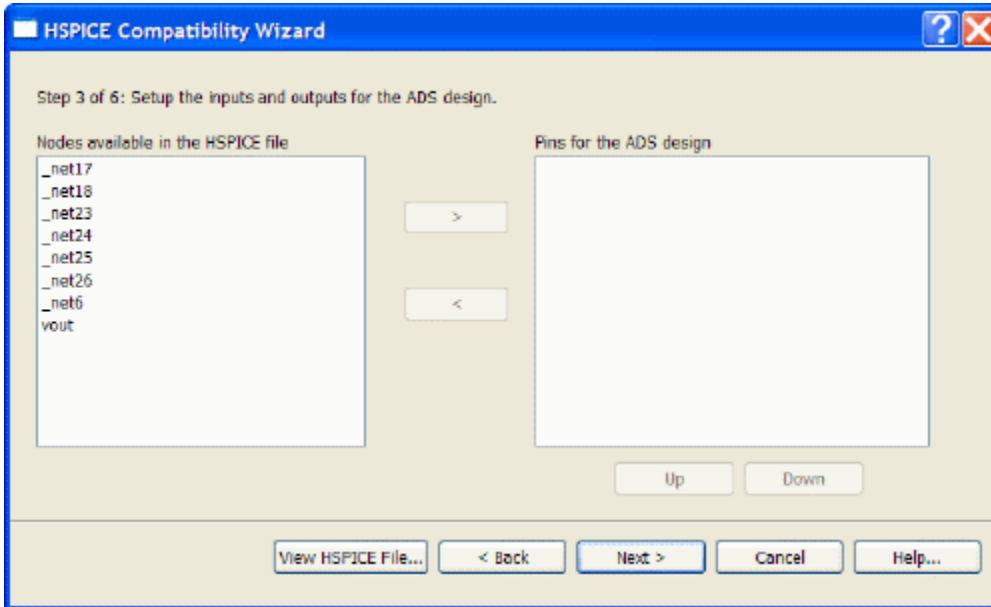 HSPICE Compatibility Wizard
Step 3 of 6: Setup the inputs and outputs for the ADS design.
Nodes available in the HSPICE file
_net17
_net18
_net23
_net24
_net25
_net26
_net6
vout
>
<
Pins for the ADS design
Up
Down
View HSPICE File...
< Back
Next >
Cancel
Help...